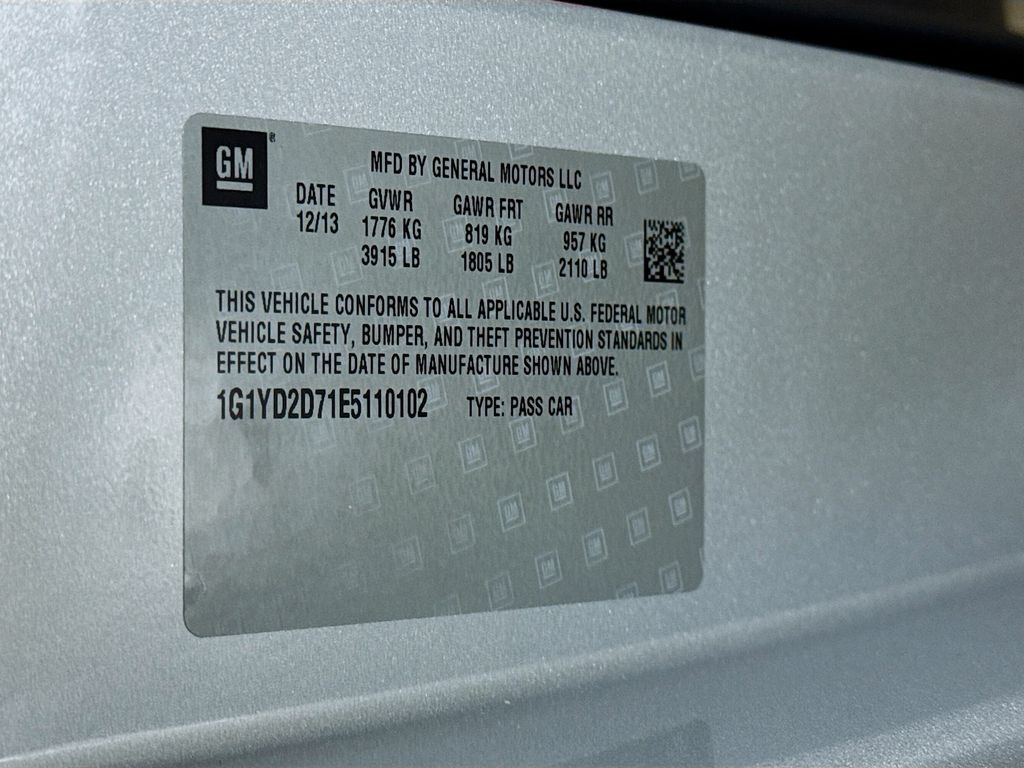 GM®
MFD BY GENERAL MOTORS LLC
DATE GVWR GAWR FRT GAWR RR
12/13 1776 KG 819 KG 957 KG
3915 LB 1805 LB 2110 LB
THIS VEHICLE CONFORMS TO ALL APPLICABLE U.S. FEDERAL MOTOR
VEHICLE SAFETY, BUMPER, AND THEFT PREVENTION STANDARDS IN
EFFECT ON THE DATE OF MANUFACTURE SHOWN ABOVE.
1G1YD2D71E5110102 TYPE: PASS CAR